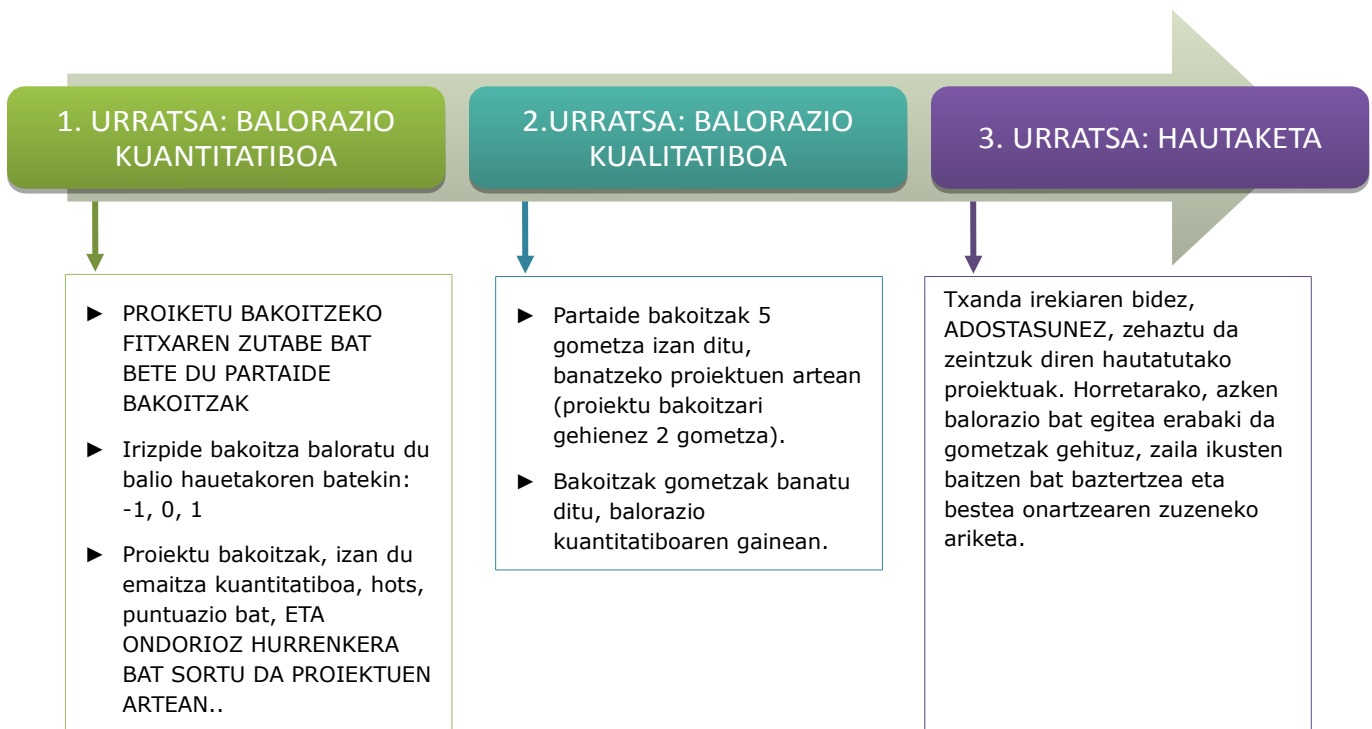 1. URRATSA: BALORAZIO
KUANTITATIBOA
2.URRATSA: BALORAZIO
KUALITATIBOA
3. URRATSA: HAUTAKETA
► PROIKETU BAKOITZEKO
FITXAREN ZUTABE BAT
BETE DU PARTAIDE
BAKOITZAK
► Irizpide bakoitza baloratu du
balio hauetakoren batekin:
-1, 0, 1
► Proiektu bakoitzak, izan du
emaitza kuantitatiboa, hots,
puntuazio bat, ETA
ONDORIOZ HURRENKERA
BAT SORTU DA PROIEKTUEN
ARTEAN..
► Partaide bakoitzak 5
gometza izan ditu,
banatzeko proiektuen artean
(proiektu bakoitzari
gehienez 2 gometza).
► Bakoitzak gometzak banatu
ditu, balorazio
kuantitatiboaren gainean.
Txanda irekiaren bidez,
ADOSTASUNEZ, zehaztu da
zeintzuk diren hautatutako
proiektuak. Horretarako, azken
balorazio bat egitea erabaki da
gometzak gehituz, zaila ikusten
baitzen bat baztertzea eta
bestea onartzearen zuzeneko
ariketa.